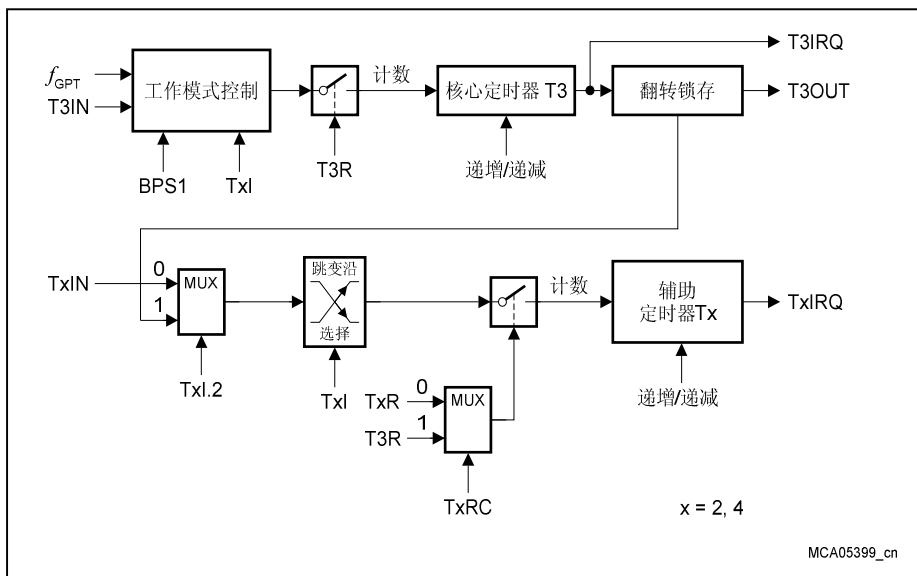 f GPT
T3IN
工作模式控制
BPS1
TxI
T3R
计数
核心定时器 T3
递增/递减
翻转锁存
T3IRQ
T3OUT
TxIN
0
1
MUX
TxI.2
跳变沿
选择
TxI
计数
辅助
定时器Tx
TxIRQ
递增/递减
TxR
0
T3R
1
MUX
TxRC
x = 2, 4
MCA05399_cn